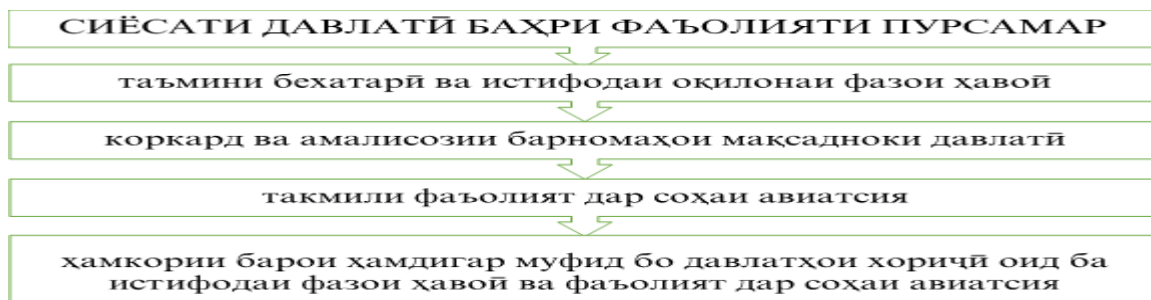 СИЁСАТИ ДАВЛАТӢ БАҲРИ ФАЪОЛИЯТИ ПУРСАМАР
таъмини бехатарӣ ва истифодаи оқилонаи фазои ҳавоӣ
коркард ва амалисозии барномаҳои мақсадноки давлатӣ
такмили фаъолият дар соҳаи авиатсия
ҳамкории барои ҳамдигар муфид бо давлатҳои хориҷӣ оид ба
истифодаи фазои ҳавоӣ ва фаъолият дар соҳаи авиатсия